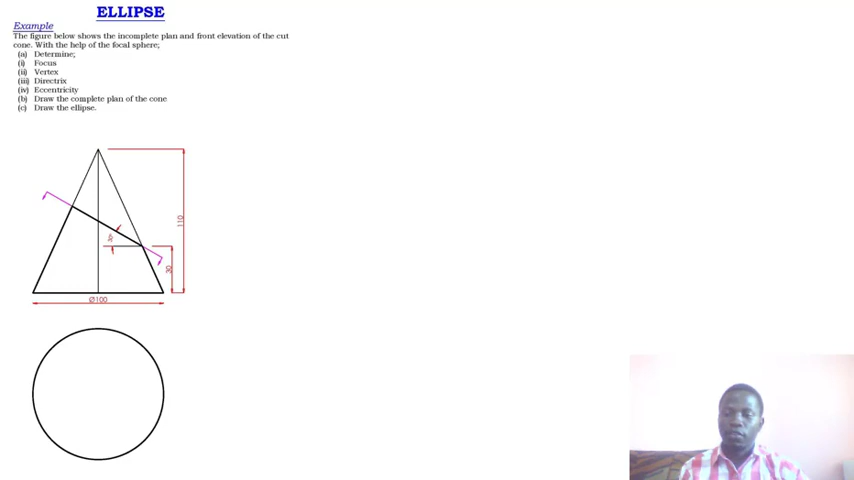 ELLIPSE
Example
The figure below shows the incomplete plan and front elevation of the cut
cone. With the help of the focal sphere;
(a) Determine;
(i) Focus
(ii) Vertex
(iii) Directrix
(iv) Eccentricity
(b) Draw the complete plan of the cone
(c) Draw the ellipse.
110
30°
30
Ø100